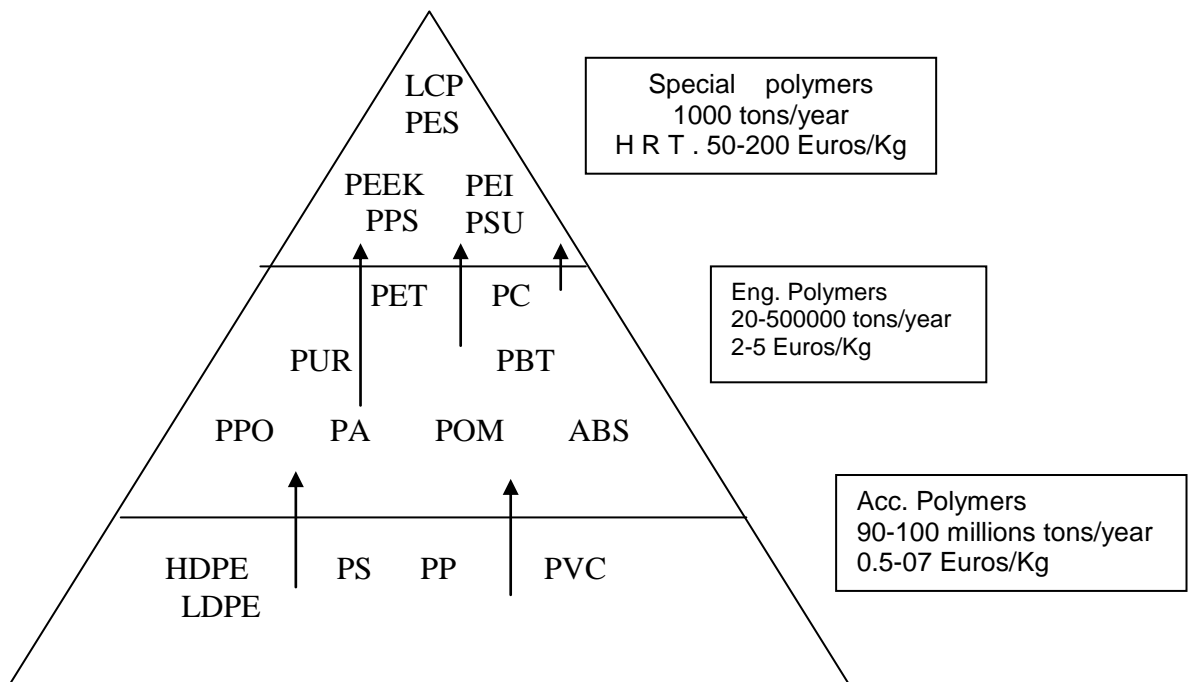 LCP
PES
PEEK PEI
PPS PSU
Special polymers
1000 tons/year
H R T . 50-200 Euros/Kg
PET PC
PUR PBT
PPO PA POM ABS
Eng. Polymers
20-500000 tons/year
2-5 Euros/Kg
HDPE PS PP PVC
LDPE
Acc. Polymers
90-100 millions tons/year
0.5-07 Euros/Kg